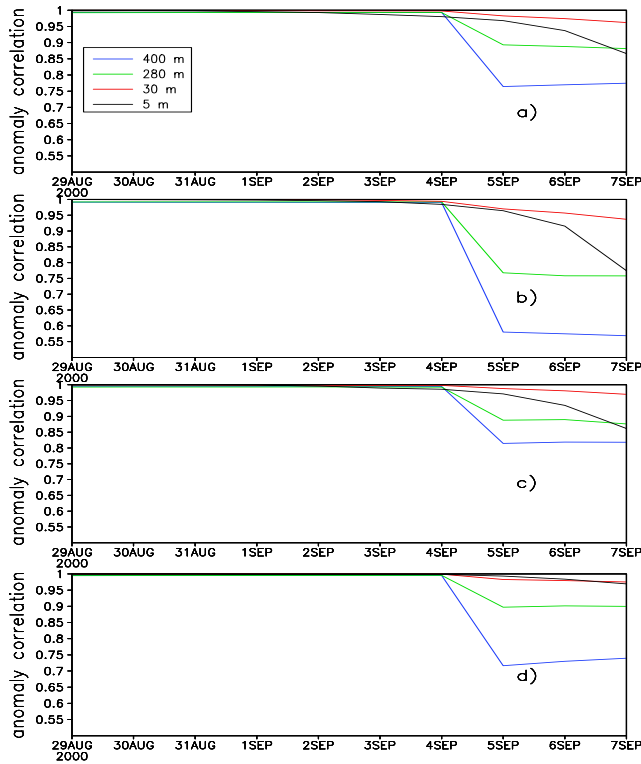 anomaly correlation
1
0.95
0.9
0.85
0.8
0.75
0.7
0.65
0.6
0.55
400 m
280 m
30 m
5 m
a)
29AUG 30AUG 31AUG 1SEP 2SEP 3SEP 4SEP 5SEP 6SEP 7SEP
2000
anomaly correlation
1
0.95
0.9
0.85
0.8
0.75
0.7
0.65
0.6
0.55
b)
29AUG 30AUG 31AUG 1SEP 2SEP 3SEP 4SEP 5SEP 6SEP 7SEP
2000
anomaly correlation
1
0.95
0.9
0.85
0.8
0.75
0.7
0.65
0.6
0.55
c)
29AUG 30AUG 31AUG 1SEP 2SEP 3SEP 4SEP 5SEP 6SEP 7SEP
2000
anomaly correlation
1
0.95
0.9
0.85
0.8
0.75
0.7
0.65
0.6
0.55
d)
29AUG 30AUG 31AUG 1SEP 2SEP 3SEP 4SEP 5SEP 6SEP 7SEP
2000